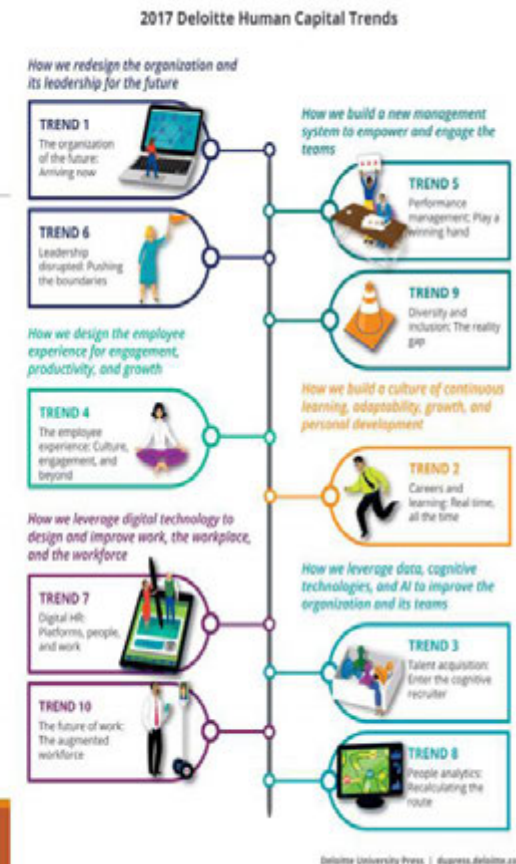 2017 Deloitte Human Capital Trends
How we redesign the organization and
its leadership for the future
TREND 1
The organization
of the future:
Arriving now
TREND 6
Leadership
disrupted: Pushing
the boundaries
How we design the employee
experience for engagement,
productivity, and growth
TREND 4
The employee
experience: Culture,
engagement, and
beyond
How we leverage digital technology to
design and improve work, the workplace,
and the workforce
TREND 7
Digital HR:
Platforms, people,
and work
TREND 10
The future of work:
The augmented
workforce
How we build a new management
system to empower and engage the
teams
TREND 5
Performance
management: Play a
winning hand
TREND 9
Diversity and
inclusion: The reality
gap
How we build a culture of continuous
learning, adaptability, growth, and
personal development
TREND 2
Careers and
learning: Real time,
all the time
How we leverage data, cognitive
technologies, and AI to improve the
organization and its teams
TREND 3
Talent acquisition:
Enter the cognitive
recruiter
TREND 8
People analytics:
Recalculating the
route
Deloitte University Press | dupress.deloitte.co